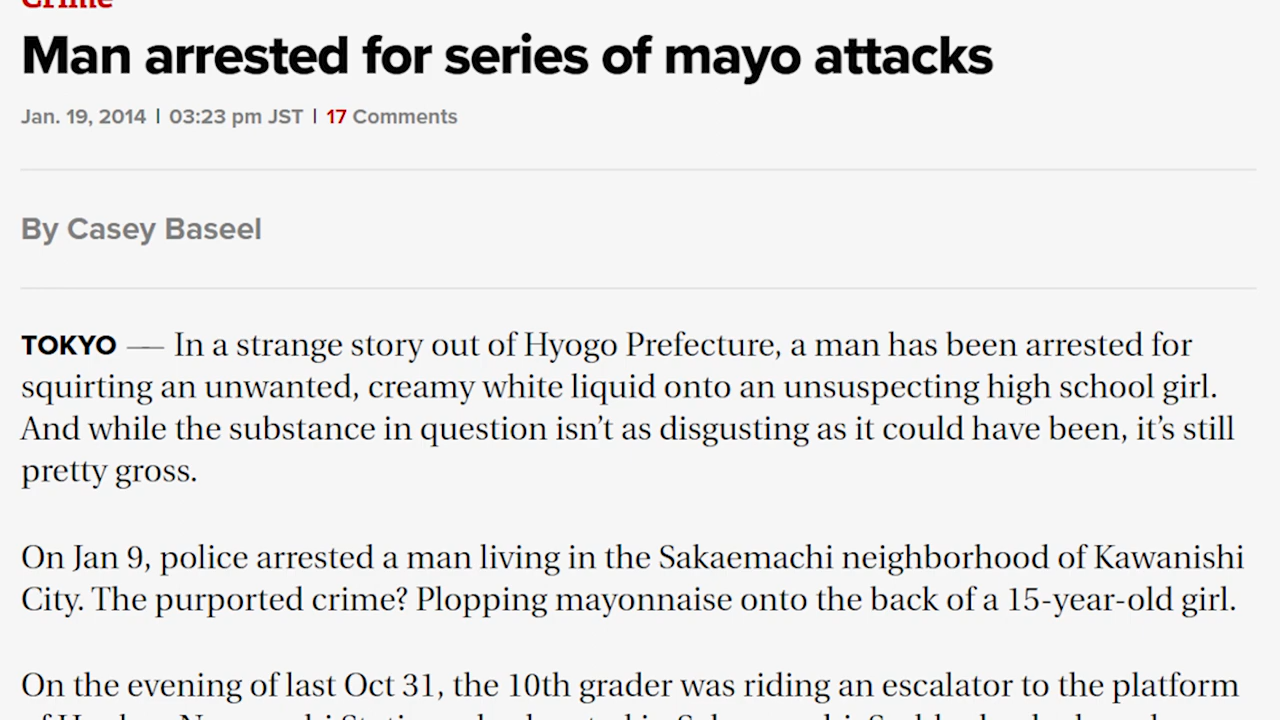 Crime
Man arrested for series of mayo attacks
Jan. 19, 2014 | 03:23 pm JST | 17 Comments
By Casey Baseel
TOKYO — In a strange story out of Hyogo Prefecture, a man has been arrested for
squirting an unwanted, creamy white liquid onto an unsuspecting high school girl.
And while the substance in question isn’t as disgusting as it could have been, it’s still
pretty gross.
On Jan 9, police arrested a man living in the Sakaemachi neighborhood of Kawanishi
City. The purported crime? Plopping mayonnaise onto the back of a 15-year-old girl.
On the evening of last Oct 31, the 10th grader was riding an escalator to the platform